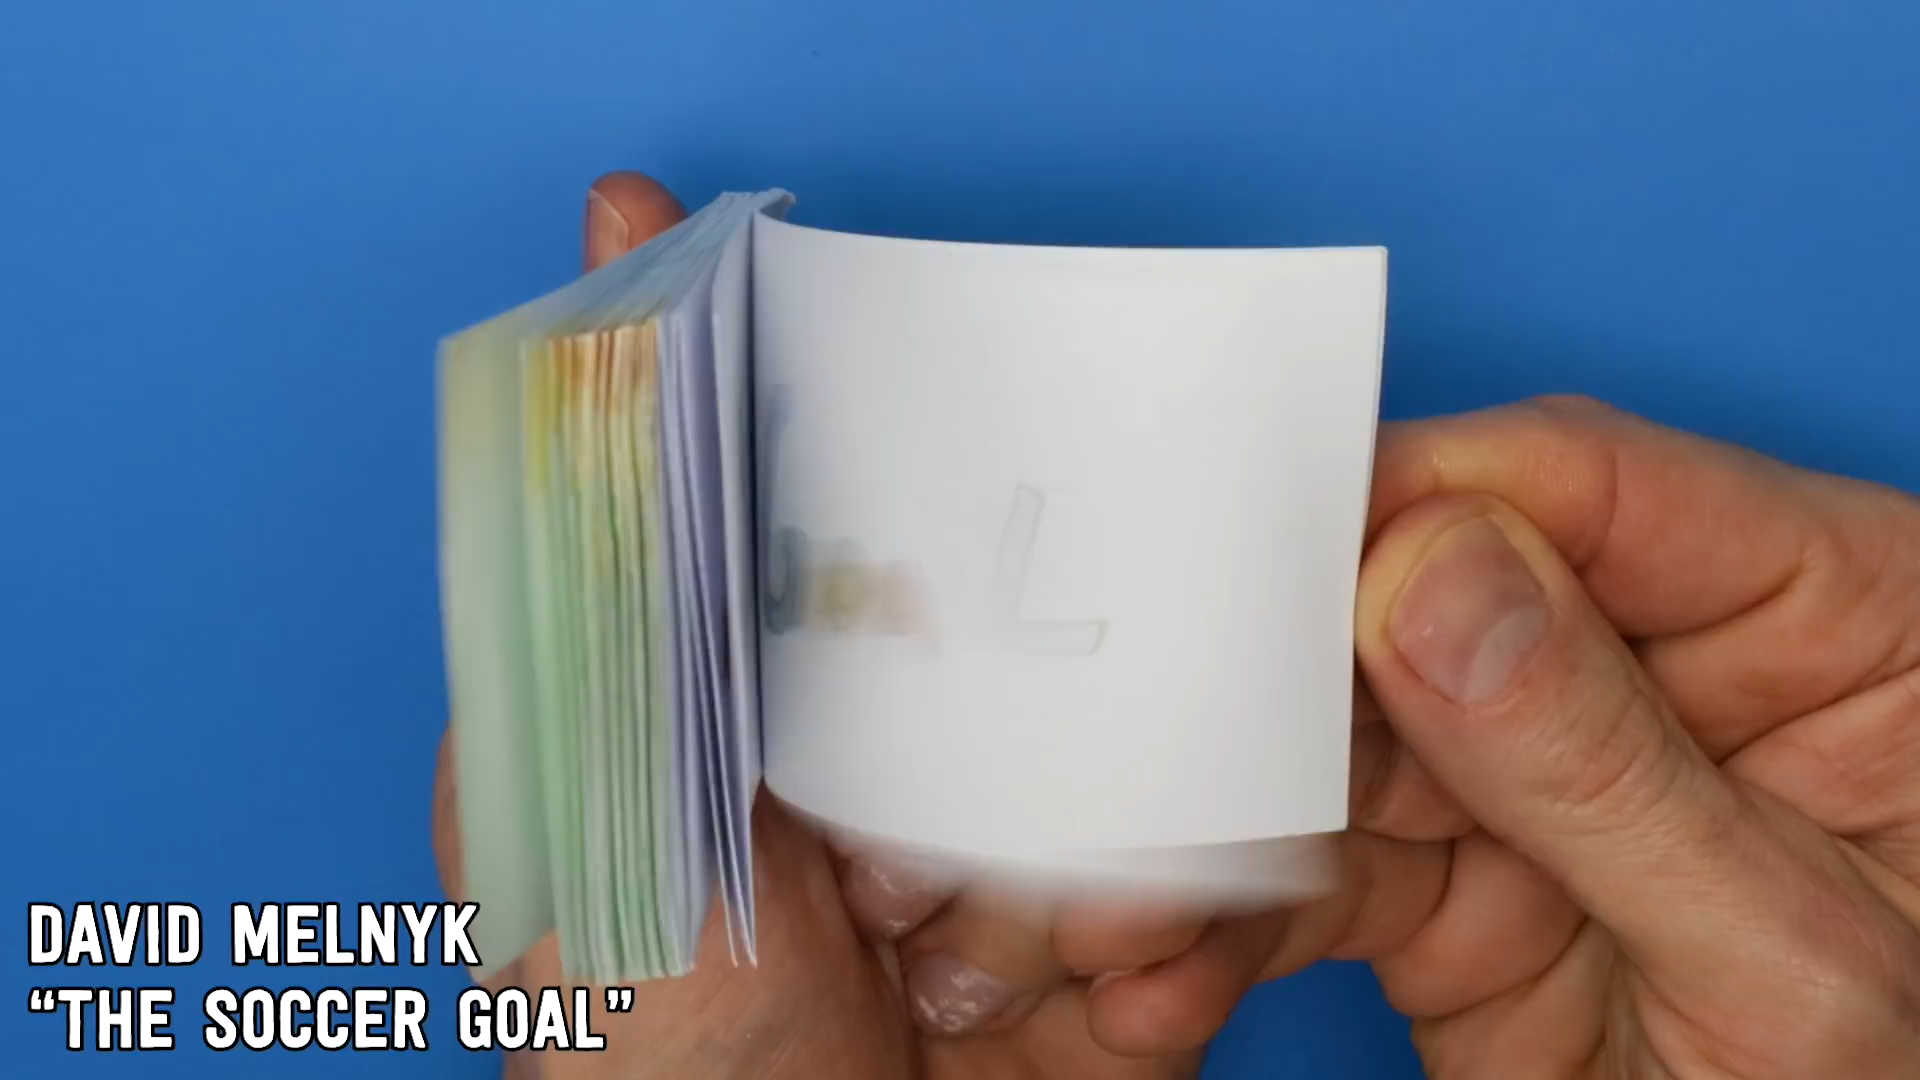 L
DAVID MELNYK
“THE SOCCER GOAL”